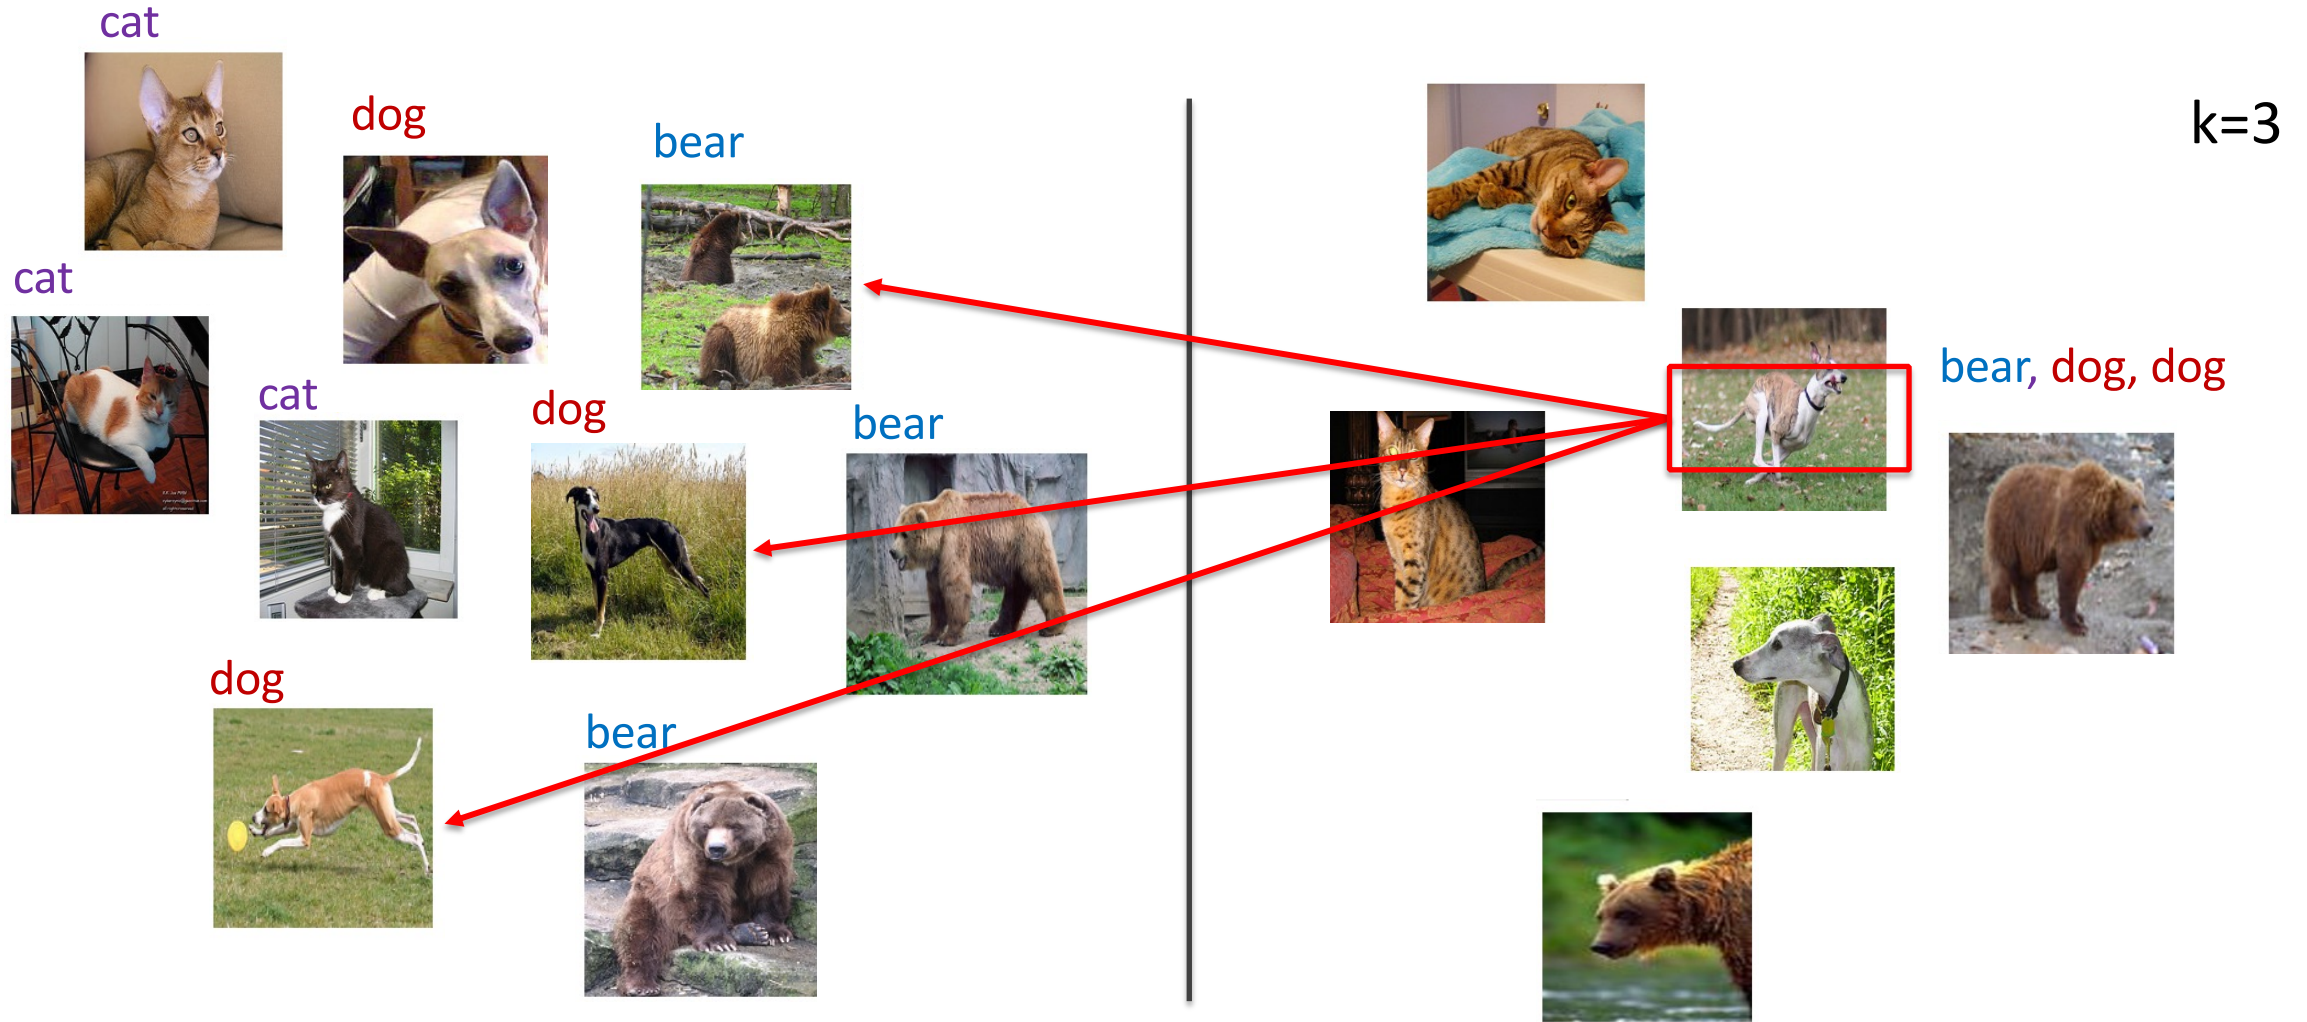 cat
dog
bear
k=3
cat
cat
dog
bear
bear, dog, dog
dog
bear